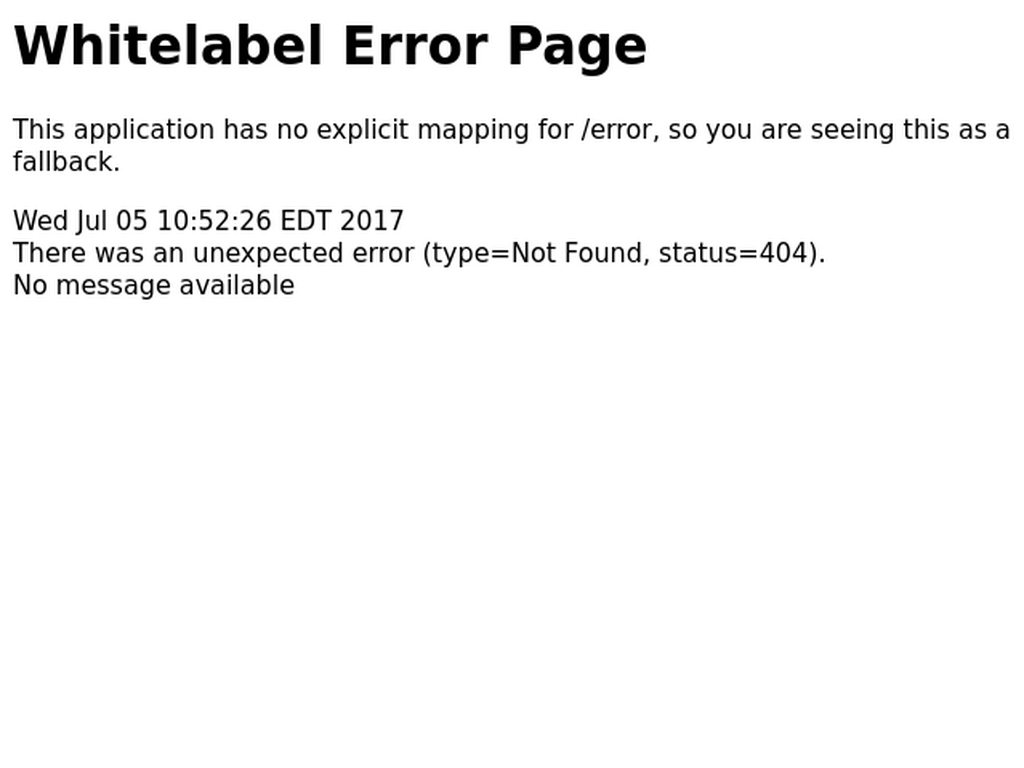 Whitelabel Error Page
This application has no explicit mapping for /error, so you are seeing this as a
fallback.
Wed Jul 05 10:52:26 EDT 2017
There was an unexpected error (type=Not Found, status=404).
No message available